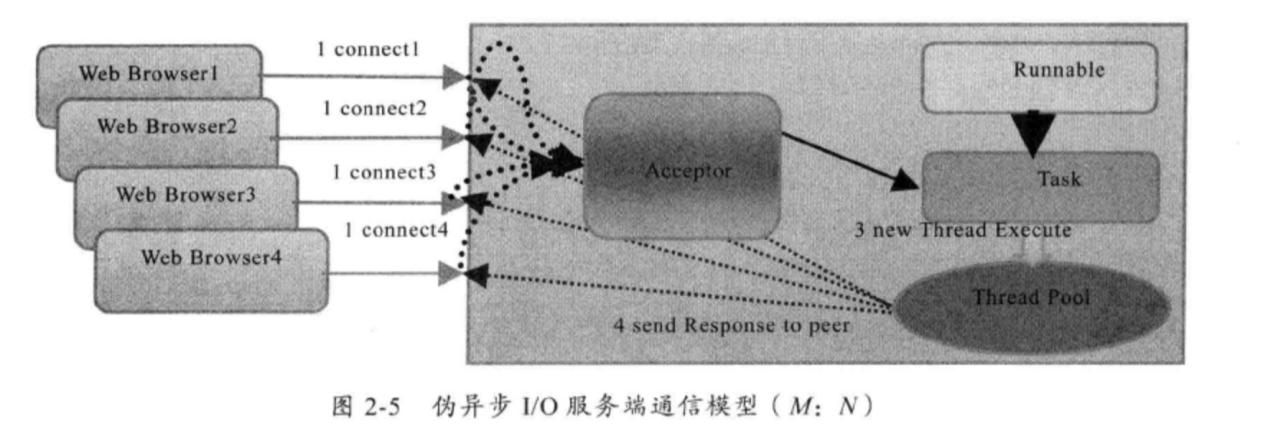 Web Browser1
Web Browser2
Web Browser3
Web Browser4
1 connect1
1 connect2
1 connect3
1 connect4
Acceptor
Runnable
Task
3 new Thread Execute
Thread Pool
4 send Response to peer
图 2-5 伪异步 I/O 服务端通信模型（M：N）